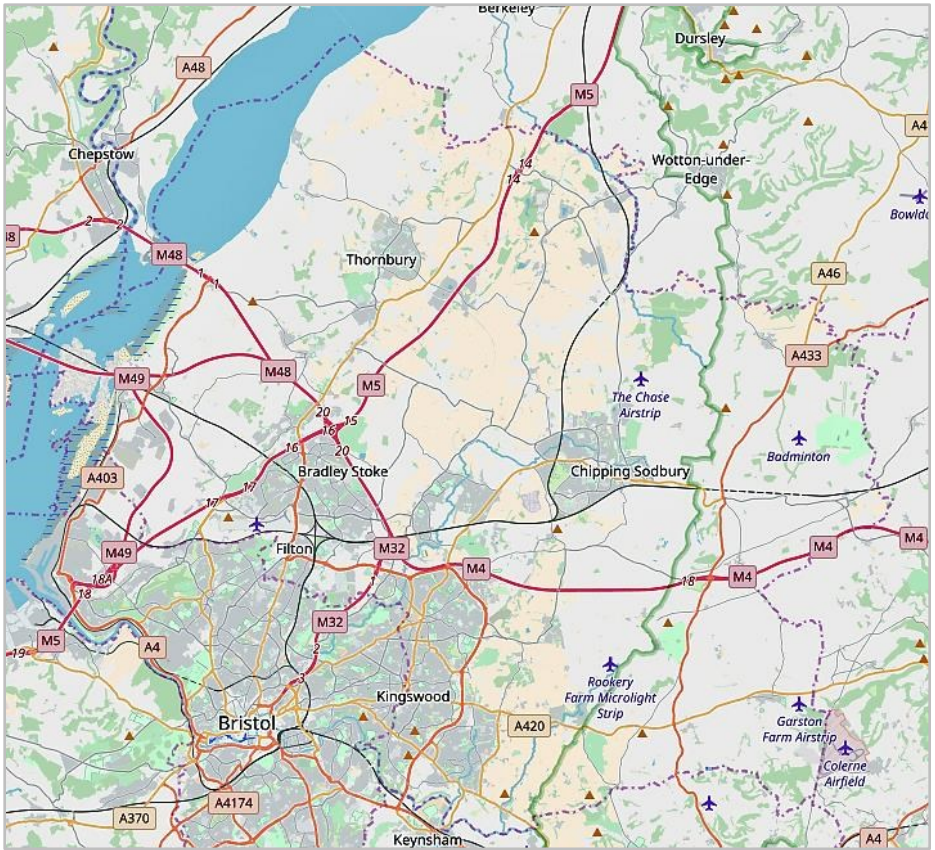 Berkeley
Dursley
A48
M5
A4
Chepstow
14
14
Wotton-under-
Edge
Bowlda
2
2
48
M48
Thornbury
1
1
A46
A433
M49
M48
M5
The Chase
Airstrip
20
15
16
16
20
Badminton
Bradley Stoke
Chipping Sodbury
A403
17
17
Filton
M32
M4
M4
M49
M4
M4
18A
18
18
1
M5
19
A4
M32
2
3
Rookery
Farm Microlight
Strip
Kingswood
Bristol
A420
Garston
Farm Airstrip
Colerne
Airfield
A4174
A370
Keynsham
A4